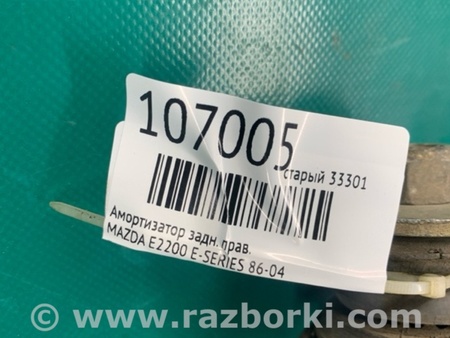 107005
старый 33301
Амортизатор задн. прав.
MAZDA E2200 E-SERIES 86-04
© www.razborki.com